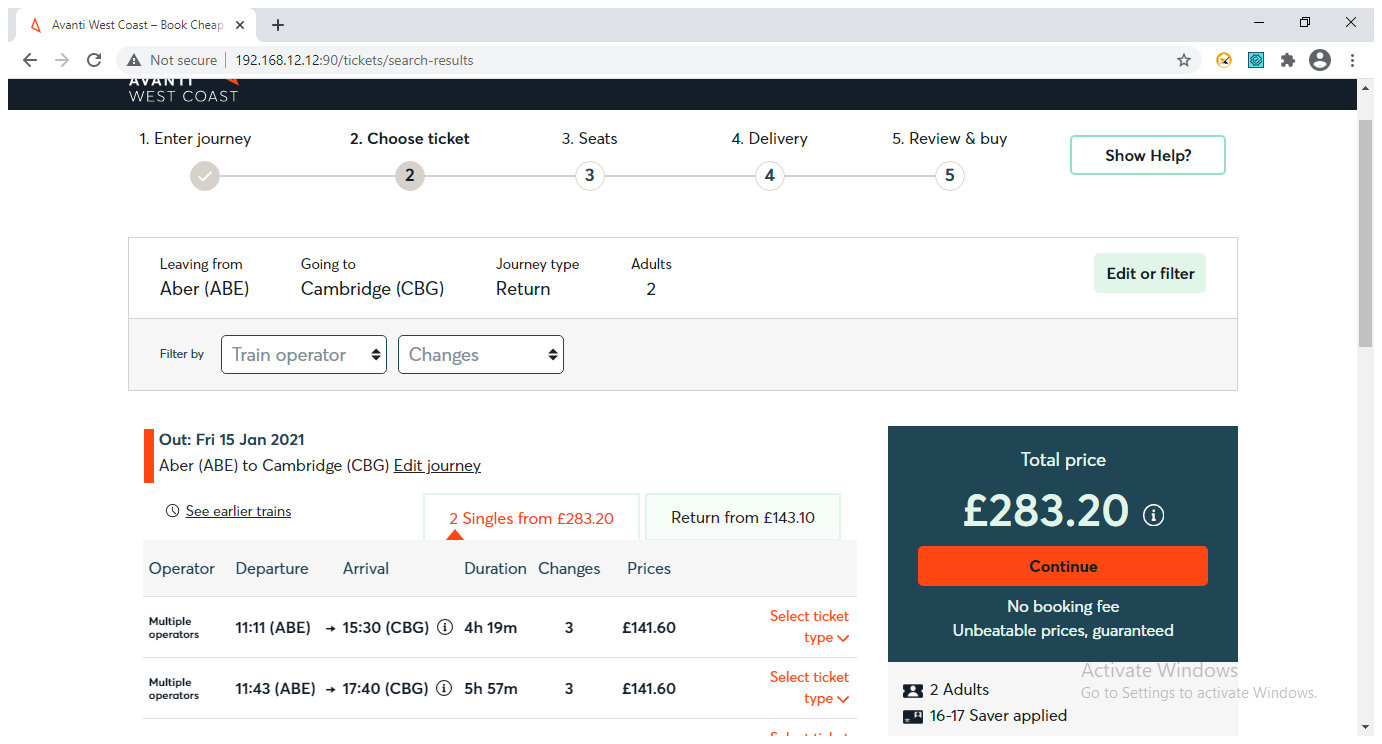 Avanti West Coast – Book Cheap
Not secure 192.168.12.12:90/tickets/search-results
AVANTI
WEST COAST
1. Enter journey 2. Choose ticket 3. Seats 4. Delivery 5. Review & buy
Show Help?
2 3 4 5
Leaving from Going to Journey type Adults
Aber (ABE) Cambridge (CBG) Return 2
Edit or filter
Filter by Train operator Changes
Out: Fri 15 Jan 2021
Aber (ABE) to Cambridge (CBG) Edit journey
See earlier trains
2 Singles from £283.20 Return from £143.10
Operator Departure Arrival Duration Changes Prices
Multiple operators 11:11 (ABE) → 15:30 (CBG) 4h 19m 3 £141.60 Select ticket type
Multiple operators 11:43 (ABE) → 17:40 (CBG) 5h 57m 3 £141.60 Select ticket type
Select ticket
Total price
£283.20
Continue
No booking fee
Unbeatable prices, guaranteed
2 Adults
16-17 Saver applied
Activate Windows
Go to Settings to activate Windows.